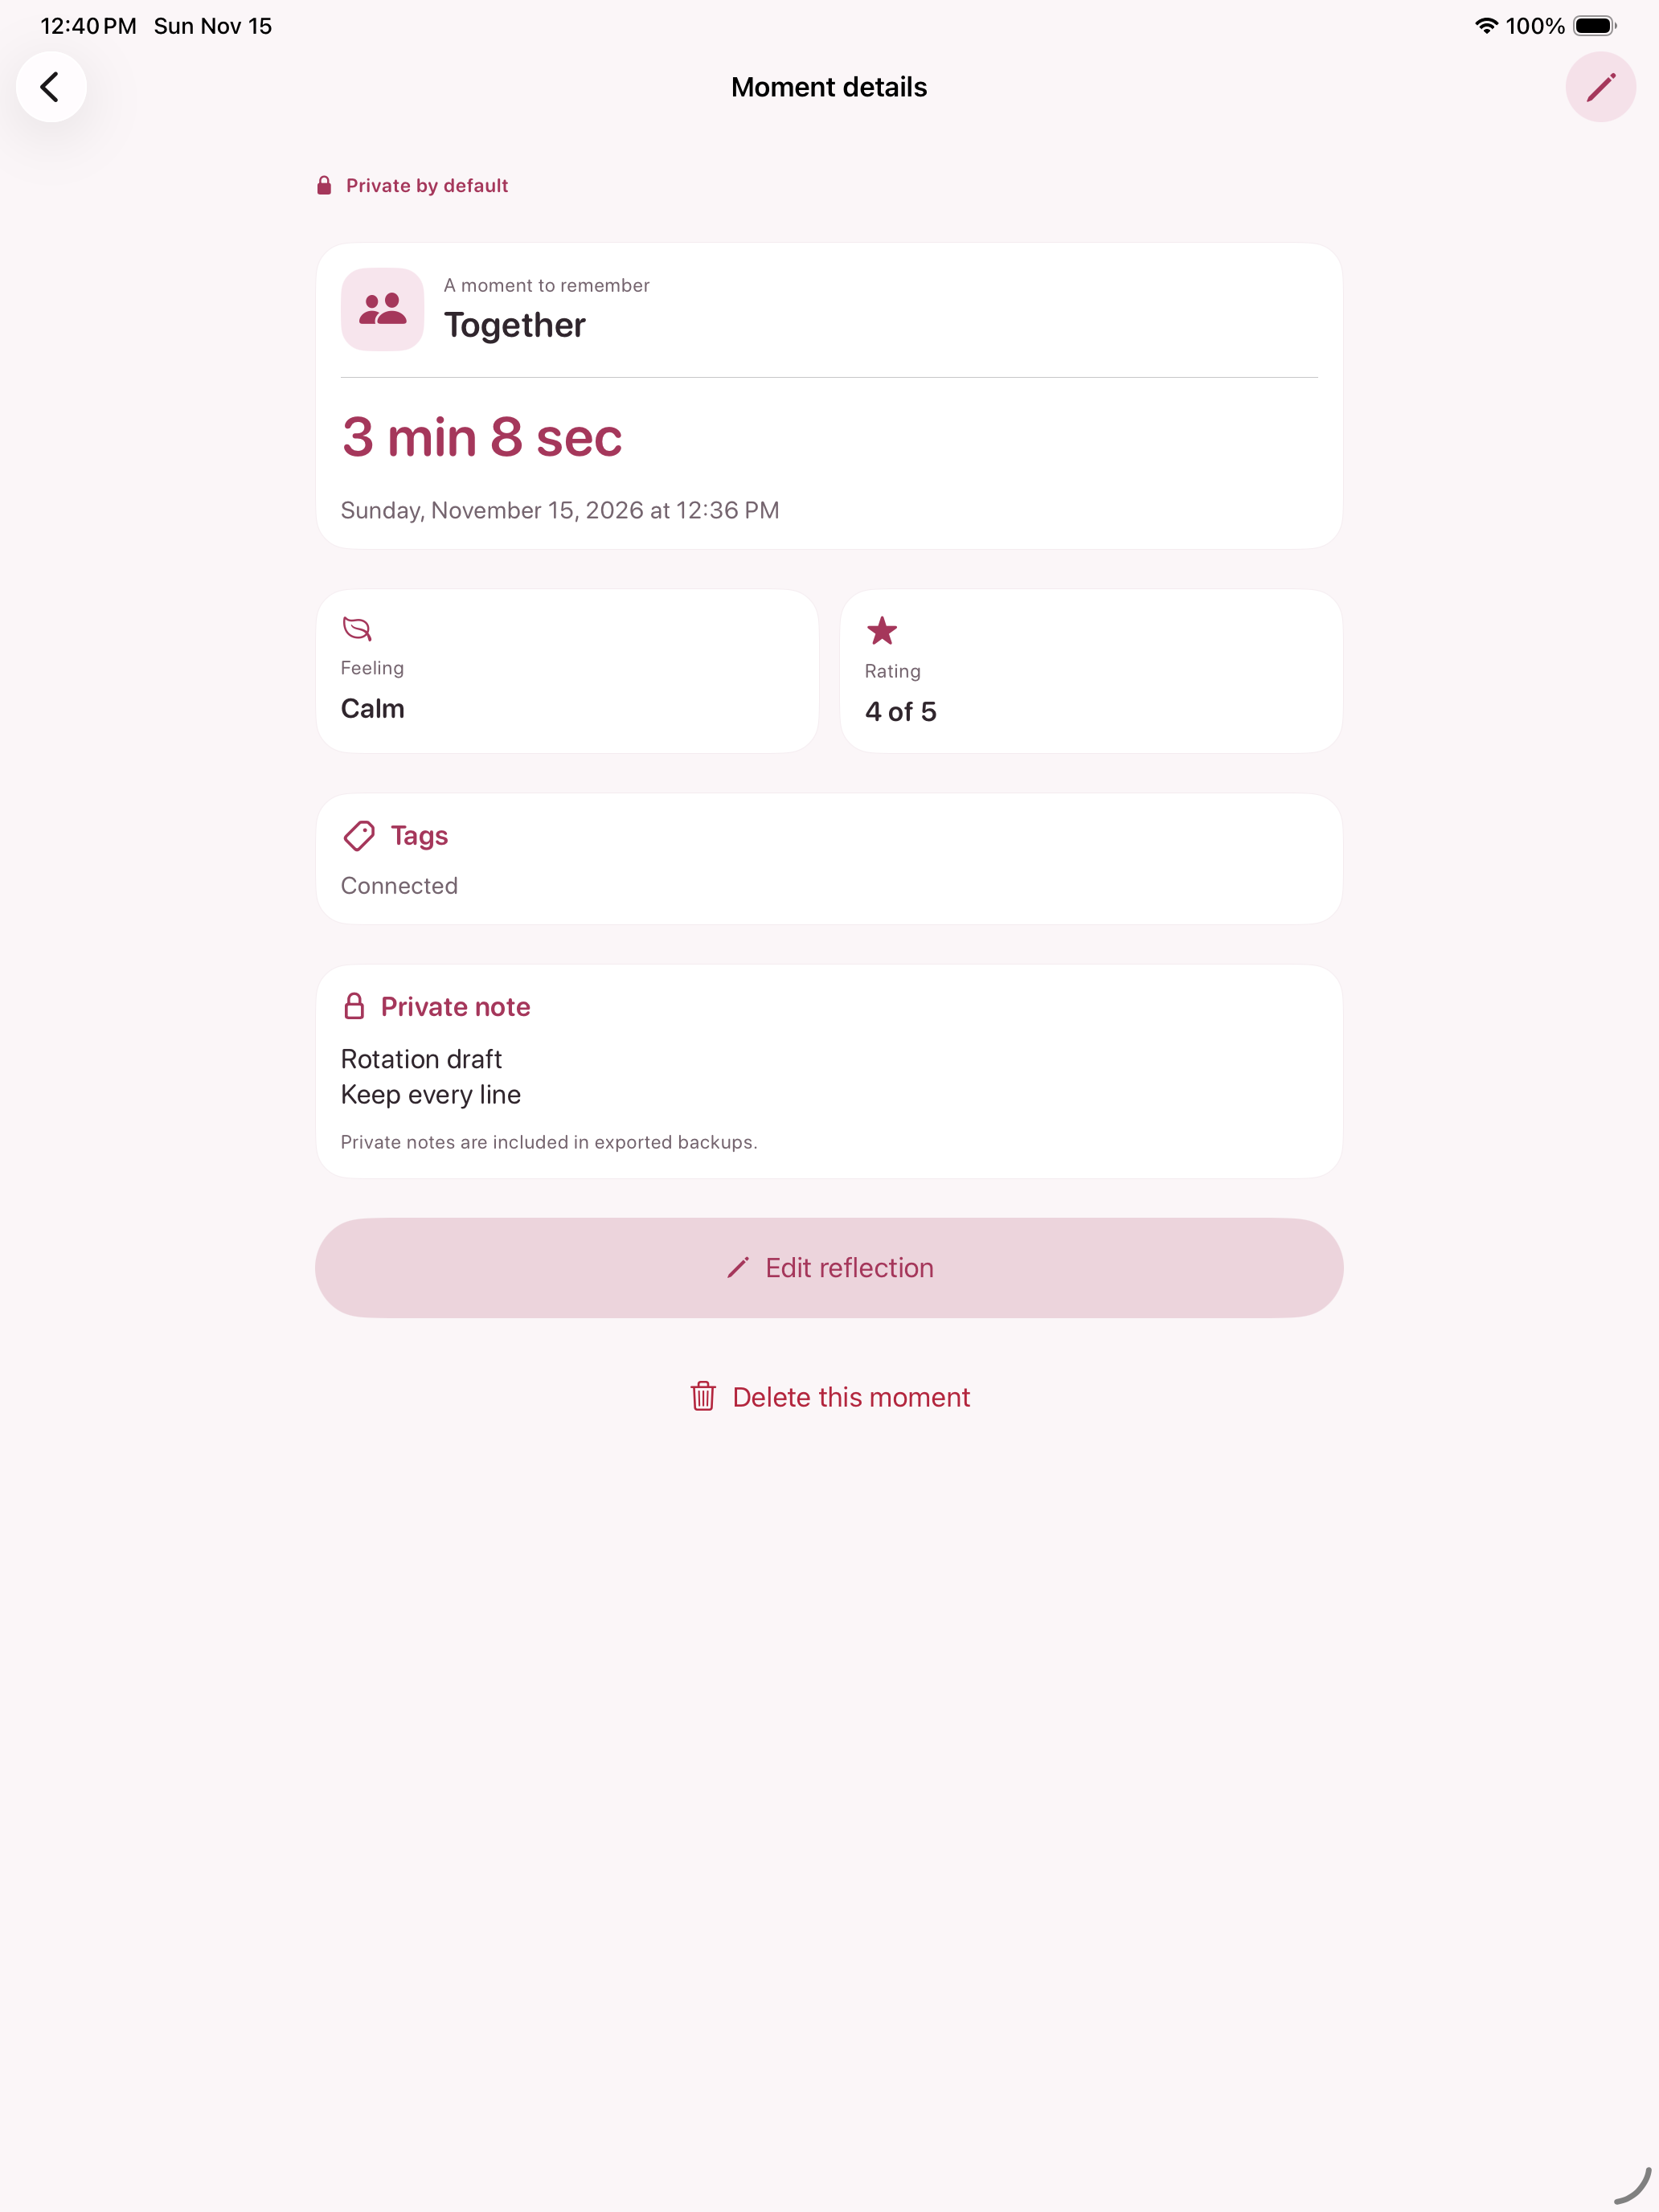 12:40 PM Sun Nov 15
100%
Moment details
Private by default
A moment to remember
Together
3 min 8 sec
Sunday, November 15, 2026 at 12:36 PM
Feeling
Calm
Rating
4 of 5
Tags
Connected
Private note
Rotation draft
Keep every line
Private notes are included in exported backups.
Edit reflection
Delete this moment